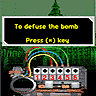 To defuse the bomb
Press (*) key